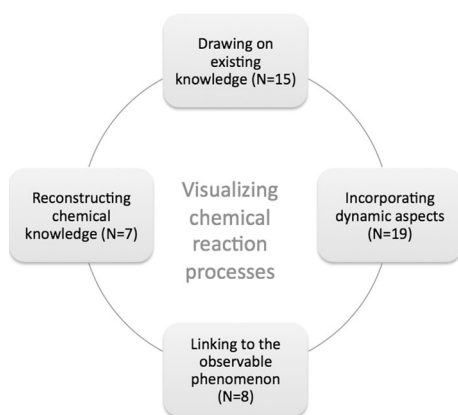 Drawing on
existing
knowledge (N=15)
Reconstructing
chemical
knowledge (N=7)
Visualizing
chemical
reaction
processes
Incorporating
dynamic aspects
(N=19)
Linking to the
observable
phenomenon
(N=8)